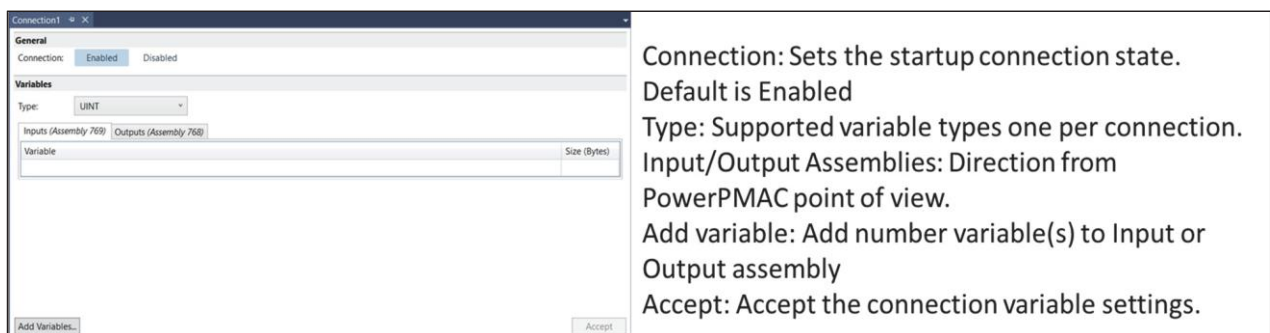 Connection1
General
Connection: Enabled Disabled
Variables
Type: UINT
Inputs (Assembly 769) Outputs (Assembly 768)
Variable Size (Bytes)
Add Variables... Accept
Connection: Sets the startup connection state.
Default is Enabled
Type: Supported variable types one per connection.
Input/Output Assemblies: Direction from
PowerPMAC point of view.
Add variable: Add number variable(s) to Input or
Output assembly
Accept: Accept the connection variable settings.